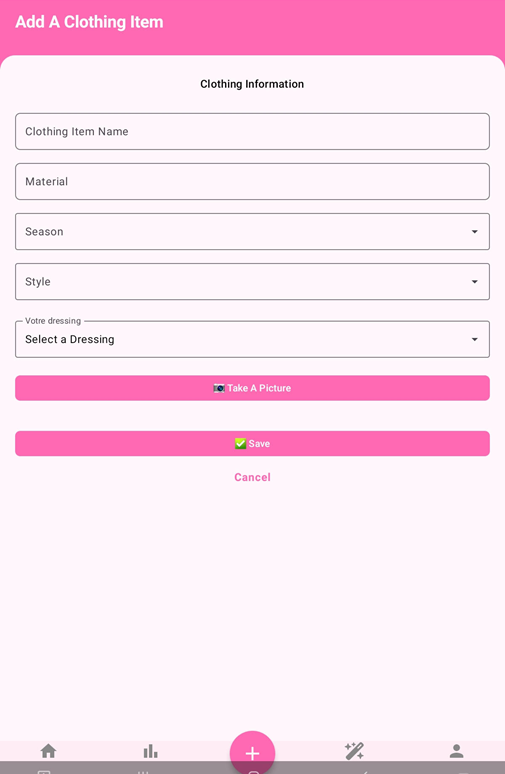 Add A Clothing Item
Clothing Information
Clothing Item Name
Material
Season
Style
Votre dressing
Select a Dressing
📷 Take A Picture
✅ Save
Cancel